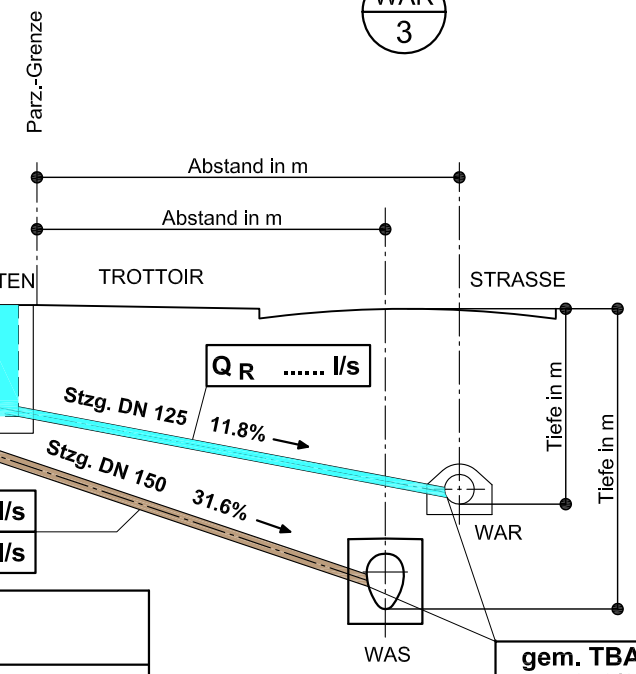 WAR
3
Parz.-Grenze
Abstand in m
Abstand in m
TEN
TROTTOIR
STRASSE
Q R ...... l/s
Stzg. DN 125 11.8%
Stzg. DN 150 31.6%
Tiefe in m
Tiefe in m
l/s
l/s
WAR
WAS
gem. TBA